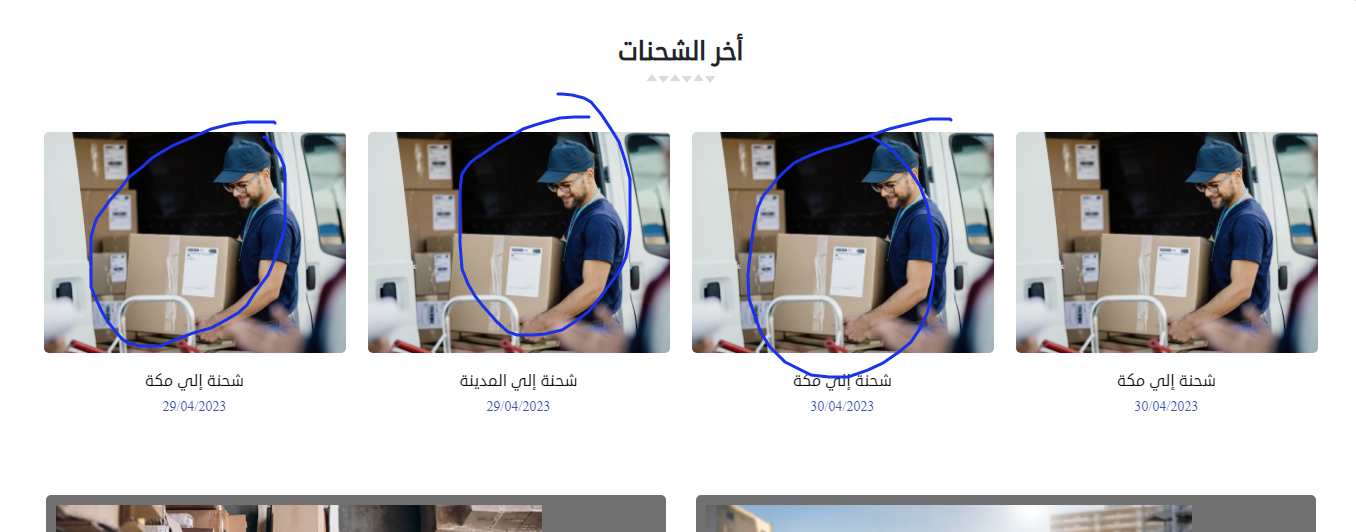 أخر الشحنات
شحنة إلي مكة
30/04/2023
شحنة إلي مكة
30/04/2023
شحنة إلي المدينة
29/04/2023
شحنة إلي مكة
29/04/2023